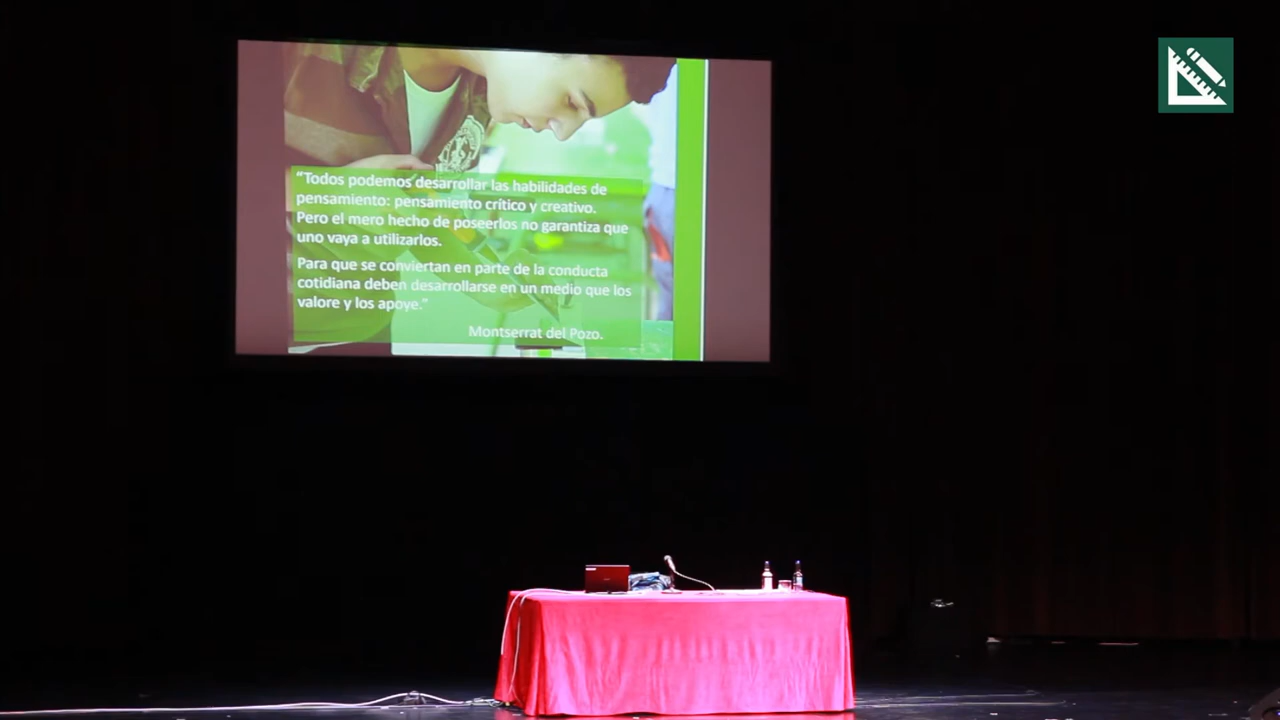 “Todos podemos desarrollar las habilidades de
pensamiento: pensamiento crítico y creativo.
Pero el mero hecho de poseerlos no garantiza que
uno vaya a utilizarlos.
Para que se conviertan en parte de la conducta
cotidiana deben desarrollarse en un medio que los
valore y los apoye.”
Montserrat del Pozo.